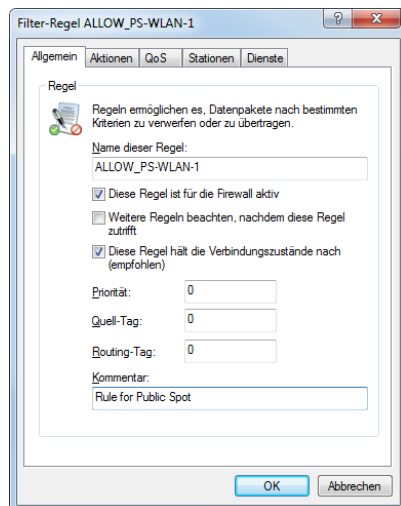 Filter-Regel ALLOW_PS-WLAN-1
Allgemein Aktionen QoS Stationen Dienste
Regel
Regeln ermöglichen es, Datenpakete nach bestimmten
Kriterien zu verwerfen oder zu übertragen.
Name dieser Regel:
ALLOW_PS-WLAN-1
Diese Regel ist für die Firewall aktiv
Weitere Regeln beachten, nachdem diese Regel
zutrifft
Diese Regel hält die Verbindungszustände nach
(empfohlen)
Priorität: 0
Quell-Tag: 0
Routing-Tag: 0
Kommentar:
Rule for Public Spot
OK Abbrechen